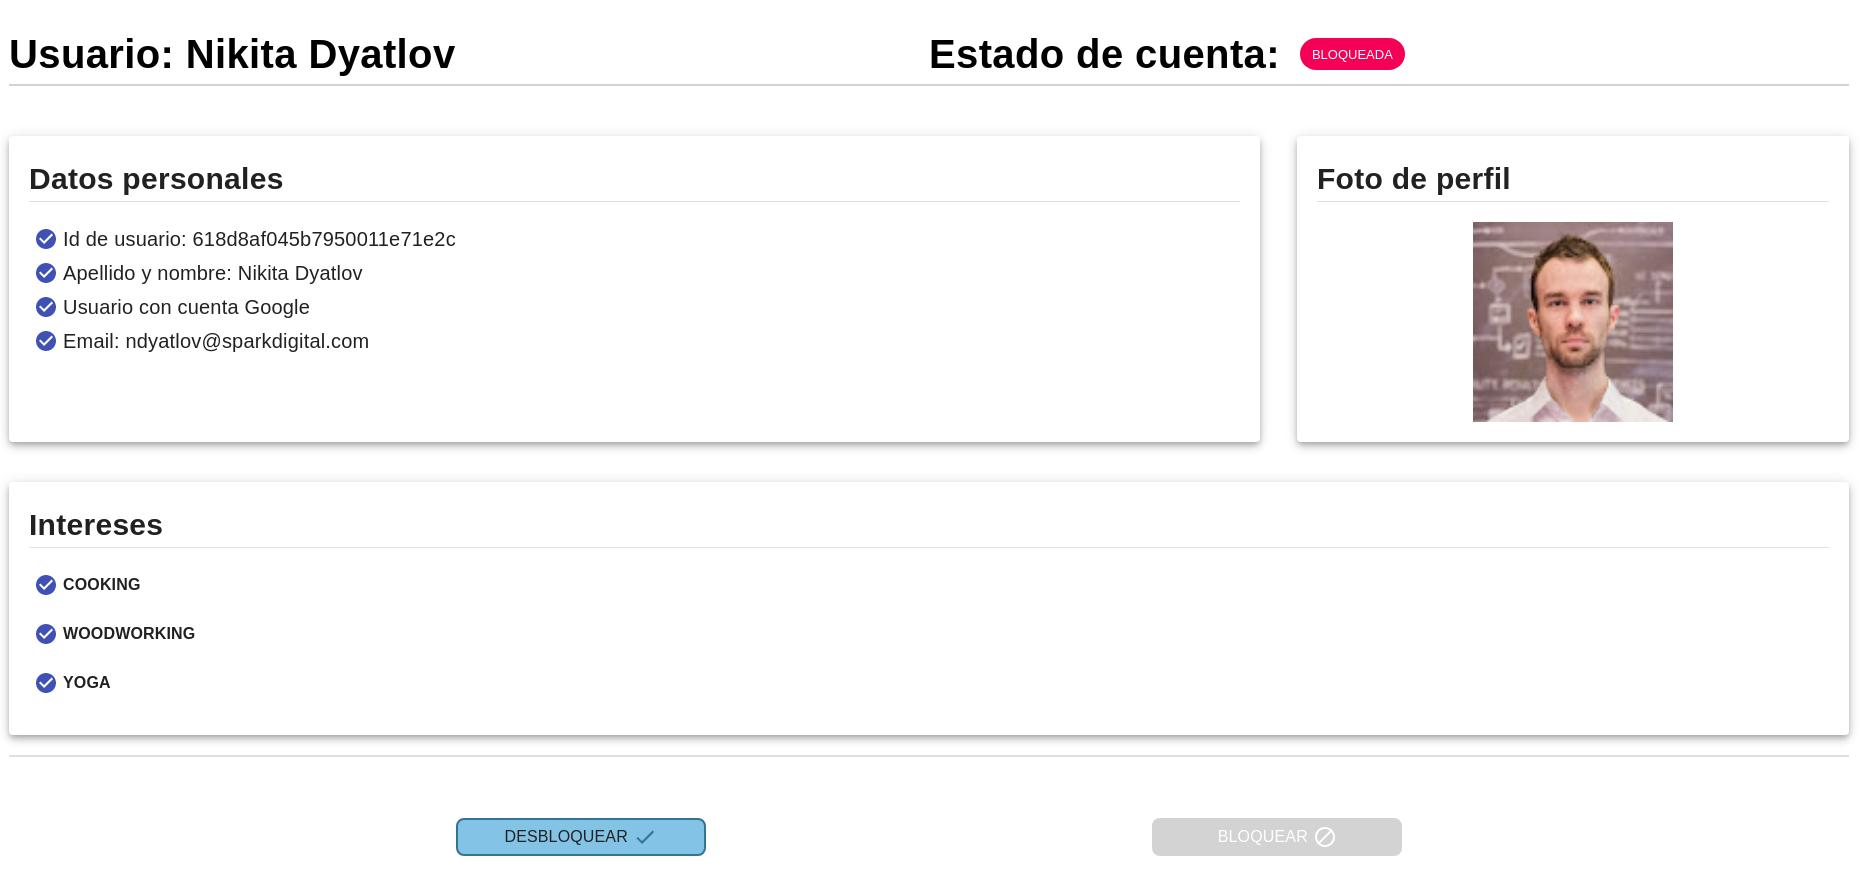 Usuario: Nikita Dyatlov
Estado de cuenta: BLOQUEADA
Datos personales
Id de usuario: 618d8af045b7950011e71e2c
Apellido y nombre: Nikita Dyatlov
Usuario con cuenta Google
Email: ndyatlov@sparkdigital.com
Foto de perfil
Intereses
COOKING
WOODWORKING
YOGA
DESBLOQUEAR
BLOQUEAR